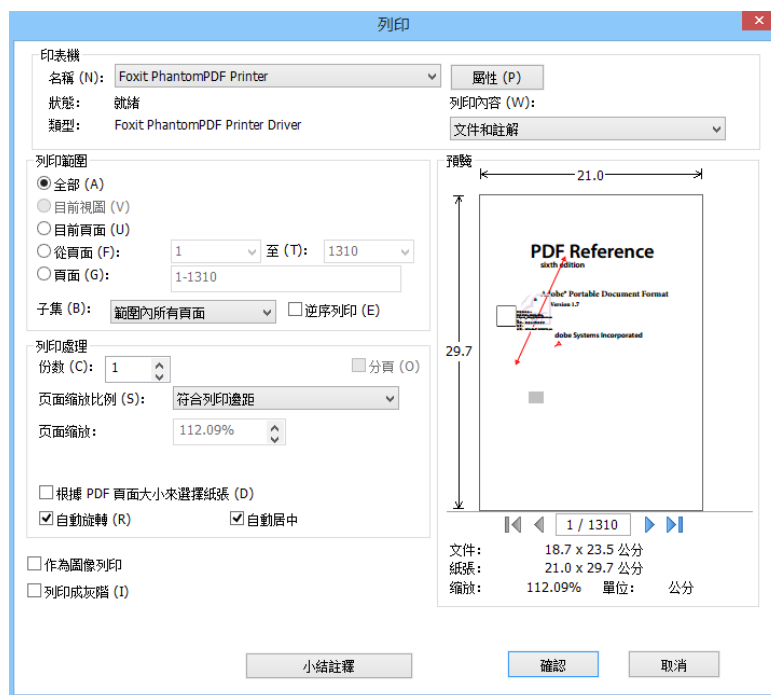 列印
印表機
名稱 (N): Foxit PhantomPDF Printer 屬性 (P)
狀態: 就緒 列印內容 (W):
類型: Foxit PhantomPDF Printer Driver 文件和註解
列印範圍
全部 (A)
目前視圖 (V)
目前頁面 (U)
從頁面 (F): 1 至 (T): 1310
頁面 (G): 1-1310
子集 (B): 範圍內所有頁面 逆序列印 (E)
列印處理
份數 (C): 1 分頁 (O)
页面缩放比例 (S): 符合列印邊距
页面缩放: 112.09%
根據 PDF 頁面大小來選擇紙張 (D)
自動旋轉 (R) 自動居中
作為圖像列印
列印成灰階 (I)
預覽
21.0
29.7
PDF Reference
sixth edition
Adobe® Portable Document Format
Version 1.7
dobe Systems Incorporated
1 / 1310
文件: 18.7 x 23.5 公分
紙張: 21.0 x 29.7 公分
缩放: 112.09% 單位: 公分
小结註釋 確認 取消